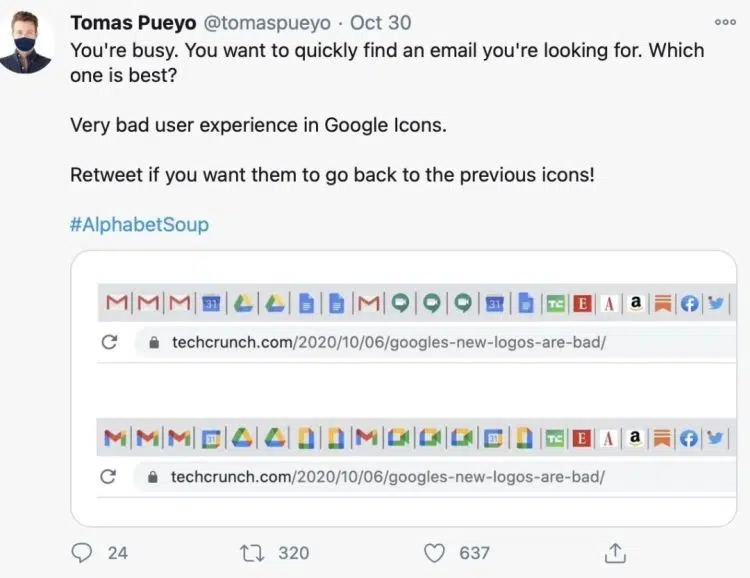 Tomas Pueyo @tomaspueyo · Oct 30
You're busy. You want to quickly find an email you're looking for. Which
one is best?
Very bad user experience in Google Icons.
Retweet if you want them to go back to the previous icons!
#AlphabetSoup
31 31 TC E A a
techcrunch.com/2020/10/06/googles-new-logos-are-bad/
31 31 TC E A a
techcrunch.com/2020/10/06/googles-new-logos-are-bad/
24 320 637